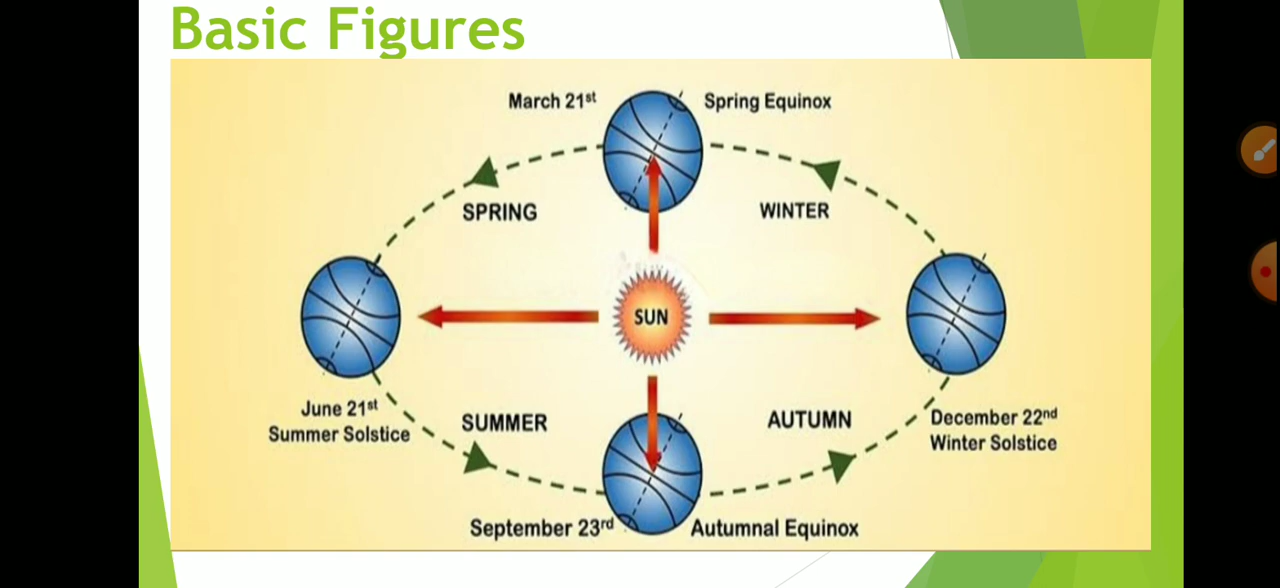 Basic Figures
March 21st
Spring Equinox
SPRING
WINTER
SUN
June 21st
Summer Solstice
SUMMER
AUTUMN
December 22nd
Winter Solstice
September 23rd
Autumnal Equinox